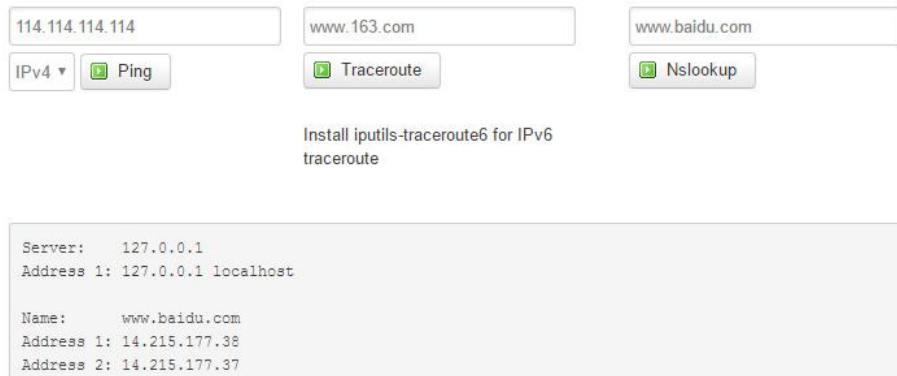 114.114.114.114
www.163.com
www.baidu.com
IPv4
Ping
Traceroute
Nslookup
Install iputils-traceroute6 for IPv6
traceroute
Server: 127.0.0.1
Address 1: 127.0.0.1 localhost
Name: www.baidu.com
Address 1: 14.215.177.38
Address 2: 14.215.177.37